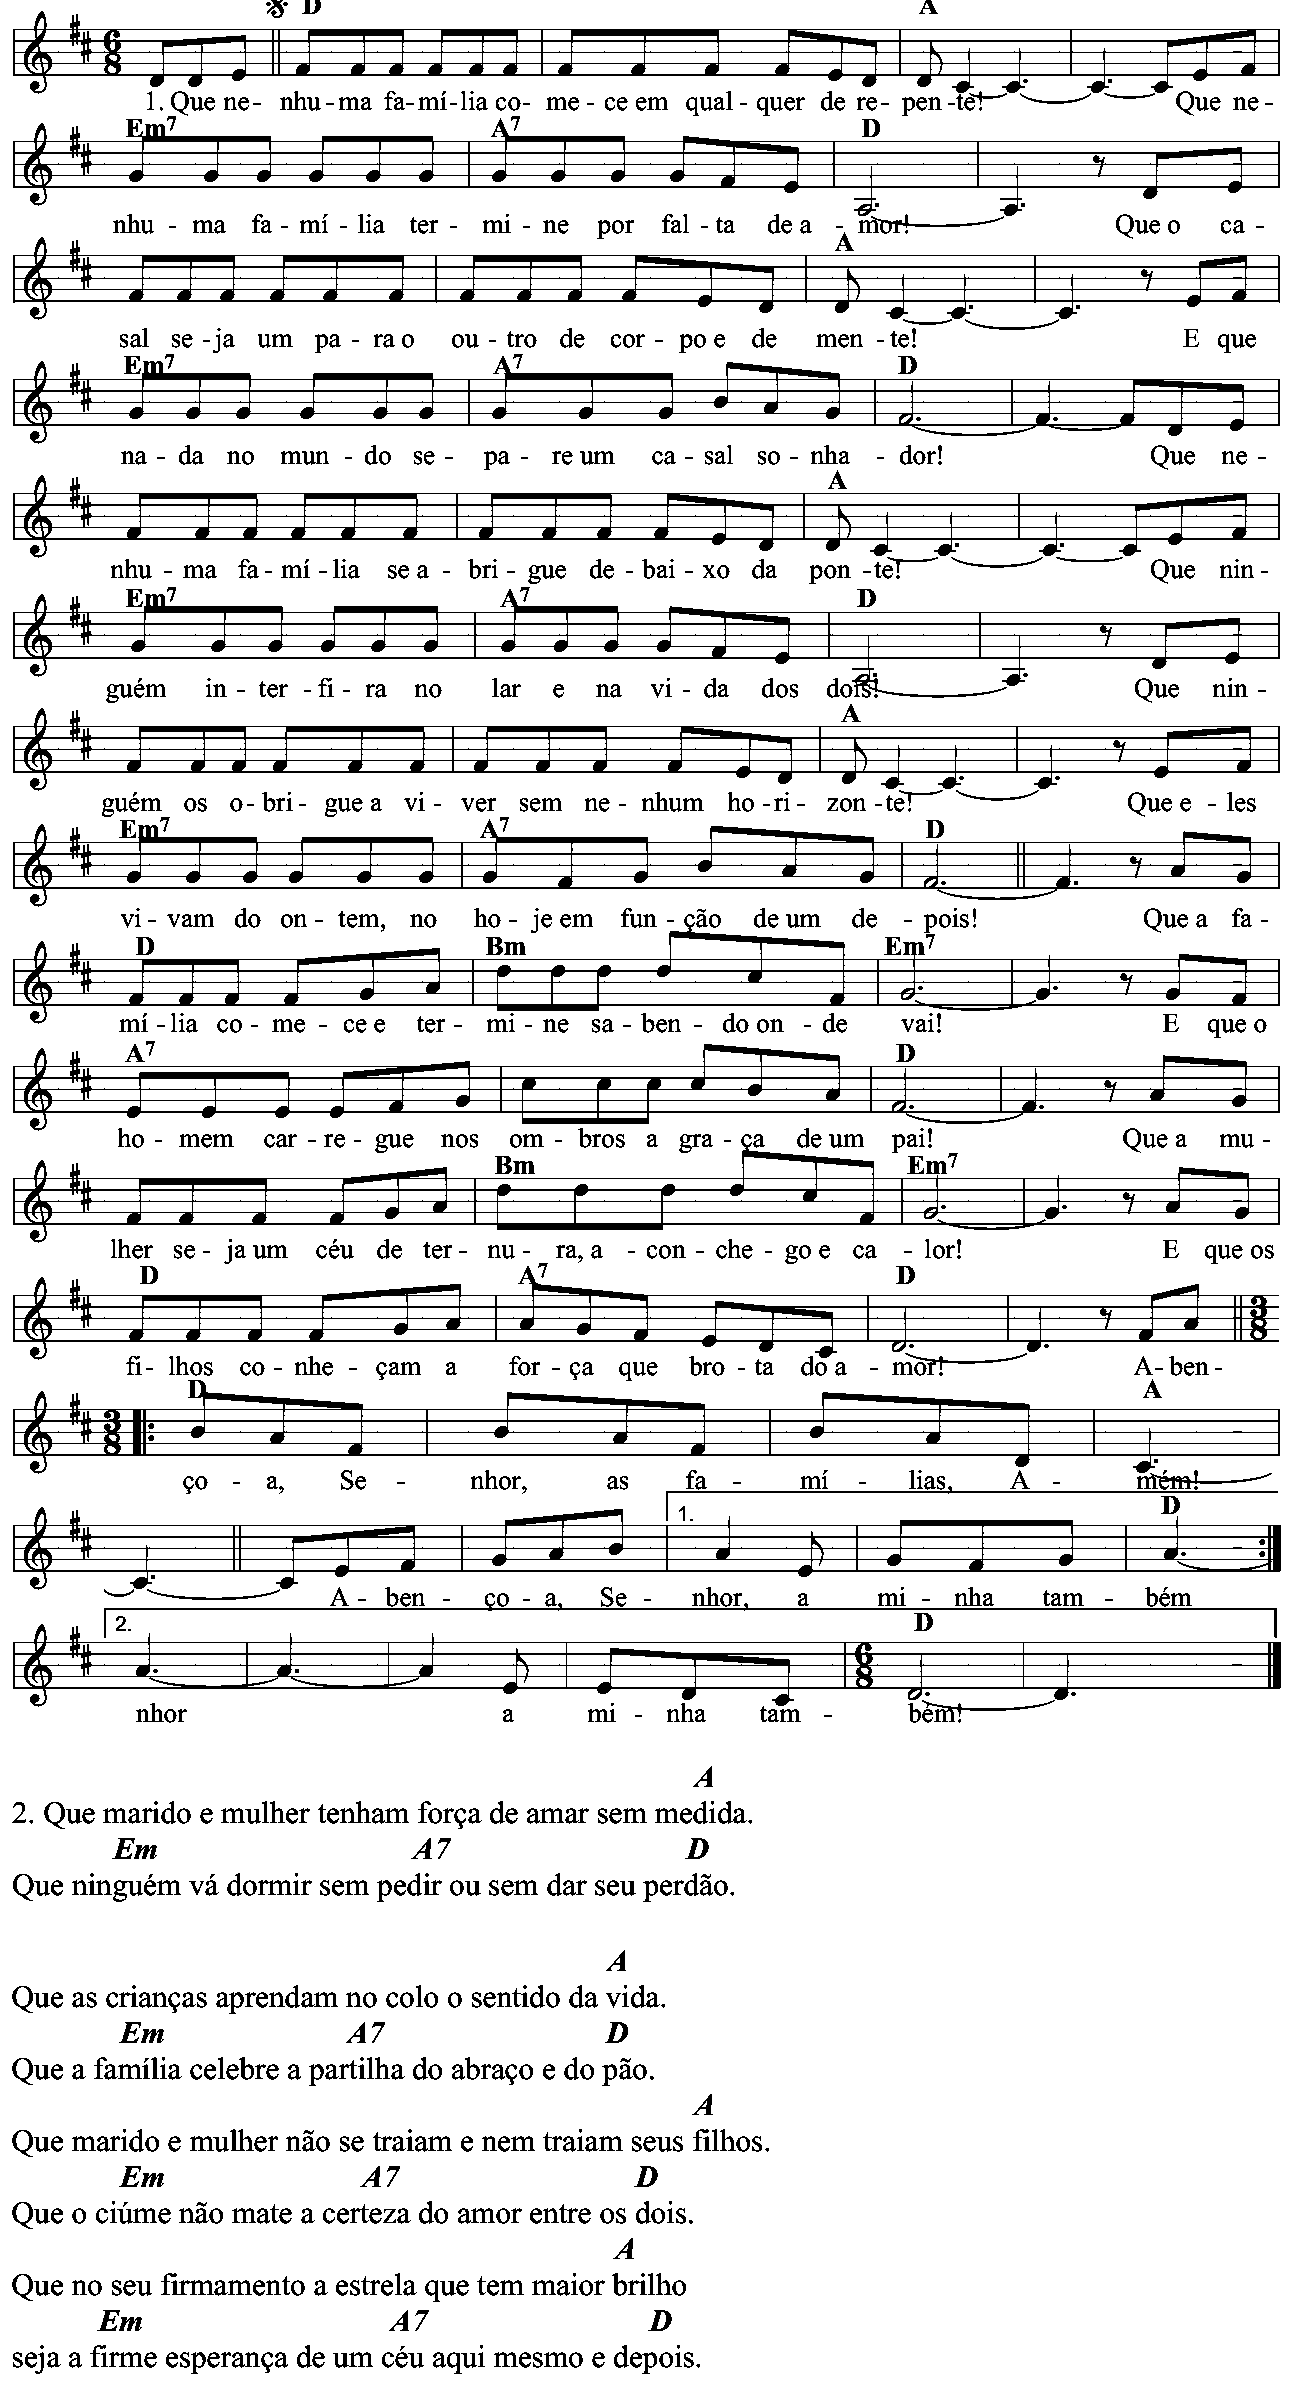 D A
1. Que ne- nhu-ma fa-mí-lia co- me-ce em qual-quer de re- pen-te! Que ne-
Em7 A7 D
nhu-ma fa-mí-lia ter-mi-ne por fal-ta de a-mor! Que o ca-
A
sal se-ja um pa-ra o ou-tro de cor-po e de men-te! E que
Em7 A7 D
na-da no mun-do se-pa-re um ca-sal so-nha-dor! Que ne-
A
nhu-ma fa-mí-lia se a-bri-gue de-bai-xo da pon-te! Que nin-
Em7 A7 D
guém in-ter-fi-ra no lar e na vi-da dos dois! Que nin-
A
guém os o-bri-gue a vi-ver sem ne-nhum ho-ri-zon-te! Que e-les
Em7 A7 D
vi-vam do on-tem, no ho-je em fun-ção de um de-pois! Que a fa-
D Bm Em7
mí-lia co-me-ce e ter-mi-ne sa-ben-do on-de vai! E que o
A7 D
ho-mem car-re-gue nos om-bros a gra-ça de um pai! Que a mu-
Bm Em7
lher se-ja um céu de ter-nu-ra, a-con-che-go e ca-lor! E que os
D A7 D
fi-lhos co-nhe-çam a for-ça que bro-ta do a-mor! A-ben-
D A
ço-a, Se-nhor, as fa-mí-lias, A-mém!
1. D
A-ben-ço-a, Se-nhor, a mi-nha tam-bém
2. D
nhor a mi-nha tam-bém!
A
2. Que marido e mulher tenham força de amar sem medida.
Em A7 D
Que ninguém vá dormir sem pedir ou sem dar seu perdão.
A
Que as crianças aprendam no colo o sentido da vida.
Em A7 D
Que a família celebre a partilha do abraço e do pão.
A
Que marido e mulher não se traiam e nem traiam seus filhos.
Em A7 D
Que o ciúme não mate a certeza do amor entre os dois.
A
Que no seu firmamento a estrela que tem maior brilho
Em A7 D
seja a firme esperança de um céu aqui mesmo e depois.